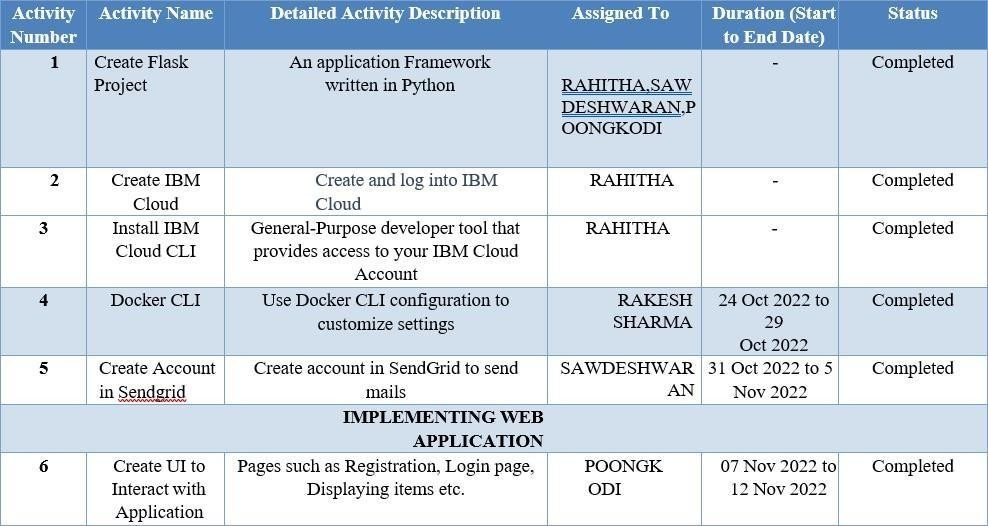 Activity Number Activity Name Detailed Activity Description Assigned To Duration (Start to End Date) Status
1 Create Flask Project An application Framework written in Python RAHITHA,SAWDESHWARAN,POONGKODI - Completed
2 Create IBM Cloud Create and log into IBM Cloud RAHITHA - Completed
3 Install IBM Cloud CLI General-Purpose developer tool that provides access to your IBM Cloud Account RAHITHA - Completed
4 Docker CLI Use Docker CLI configuration to customize settings RAKESH SHARMA 24 Oct 2022 to 29 Oct 2022 Completed
5 Create Account in Sendgrid Create account in SendGrid to send mails SAWDESHWARAN 31 Oct 2022 to 5 Nov 2022 Completed
IMPLEMENTING WEB APPLICATION
6 Create UI to Interact with Application Pages such as Registration, Login page, Displaying items etc. POONGKODI 07 Nov 2022 to 12 Nov 2022 Completed